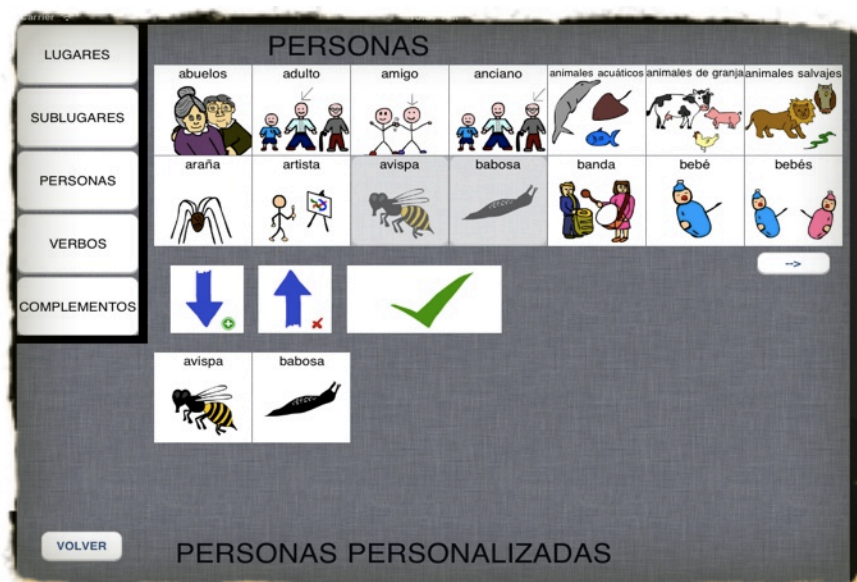 Carrier
PERSONAS
LUGARES
SUBLUGARES
PERSONAS
VERBOS
COMPLEMENTOS
abuelos adulto amigo anciano animales acuáticos animales de granja animales salvajes
araña artista avispa babosa banda bebé bebés
-->
avispa babosa
VOLVER
PERSONAS PERSONALIZADAS